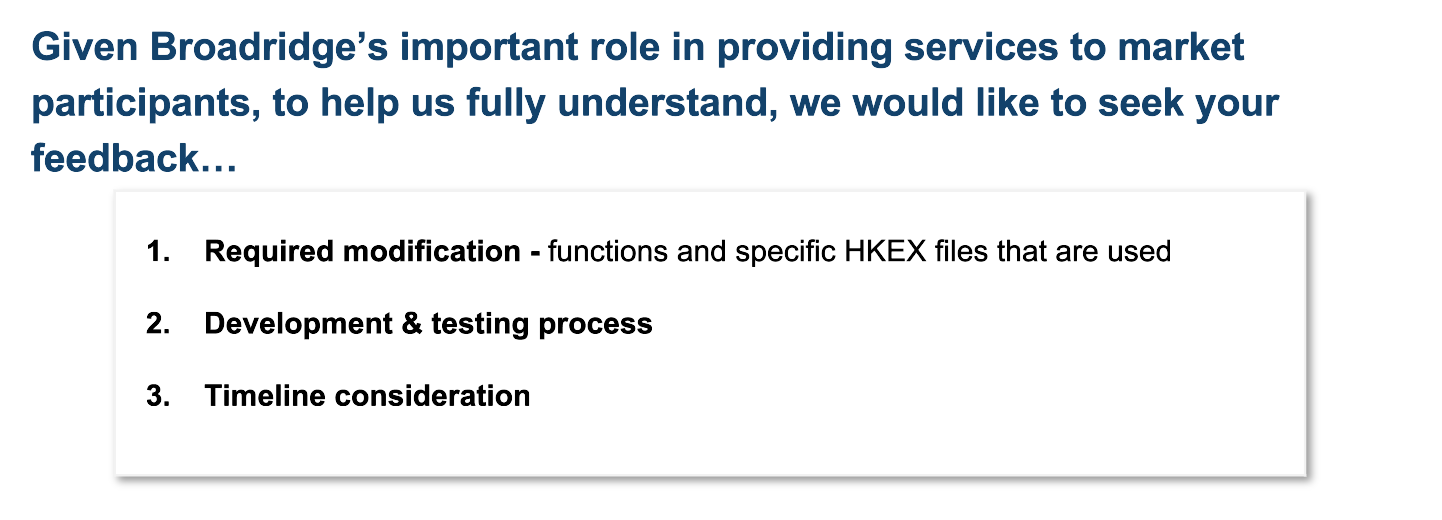 Given Broadridge’s important role in providing services to market
participants, to help us fully understand, we would like to seek your
feedback…
1. Required modification - functions and specific HKEX files that are used
2. Development & testing process
3. Timeline consideration